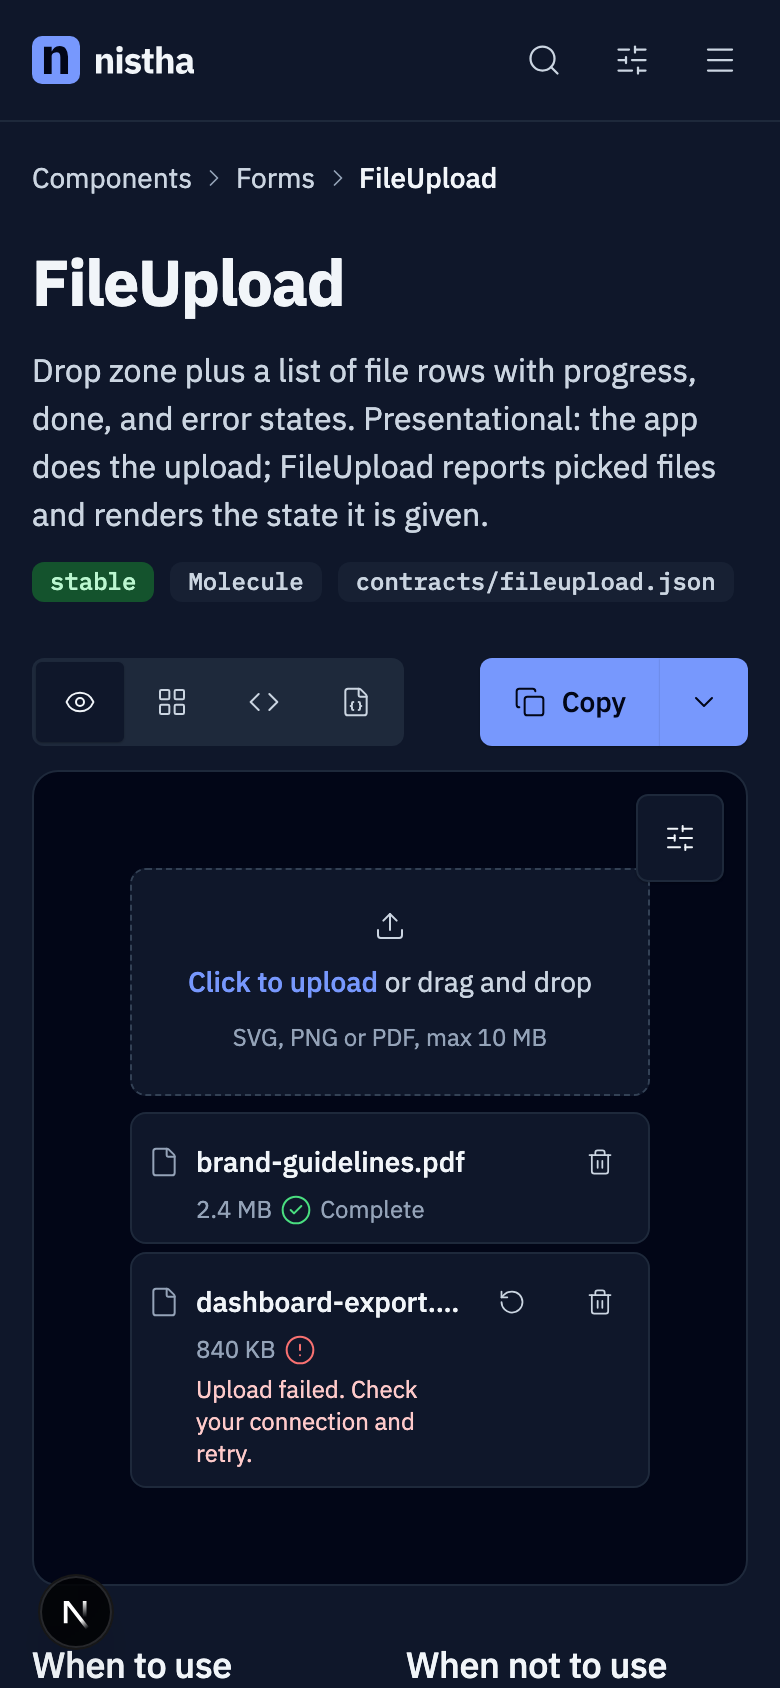 n nistha
Components > Forms > FileUpload
FileUpload
Drop zone plus a list of file rows with progress,
done, and error states. Presentational: the app
does the upload; FileUpload reports picked files
and renders the state it is given.
stable Molecule contracts/fileupload.json
Copy
Click to upload or drag and drop
SVG, PNG or PDF, max 10 MB
brand-guidelines.pdf
2.4 MB Complete
dashboard-export....
840 KB
Upload failed. Check
your connection and
retry.
N
When to use When not to use